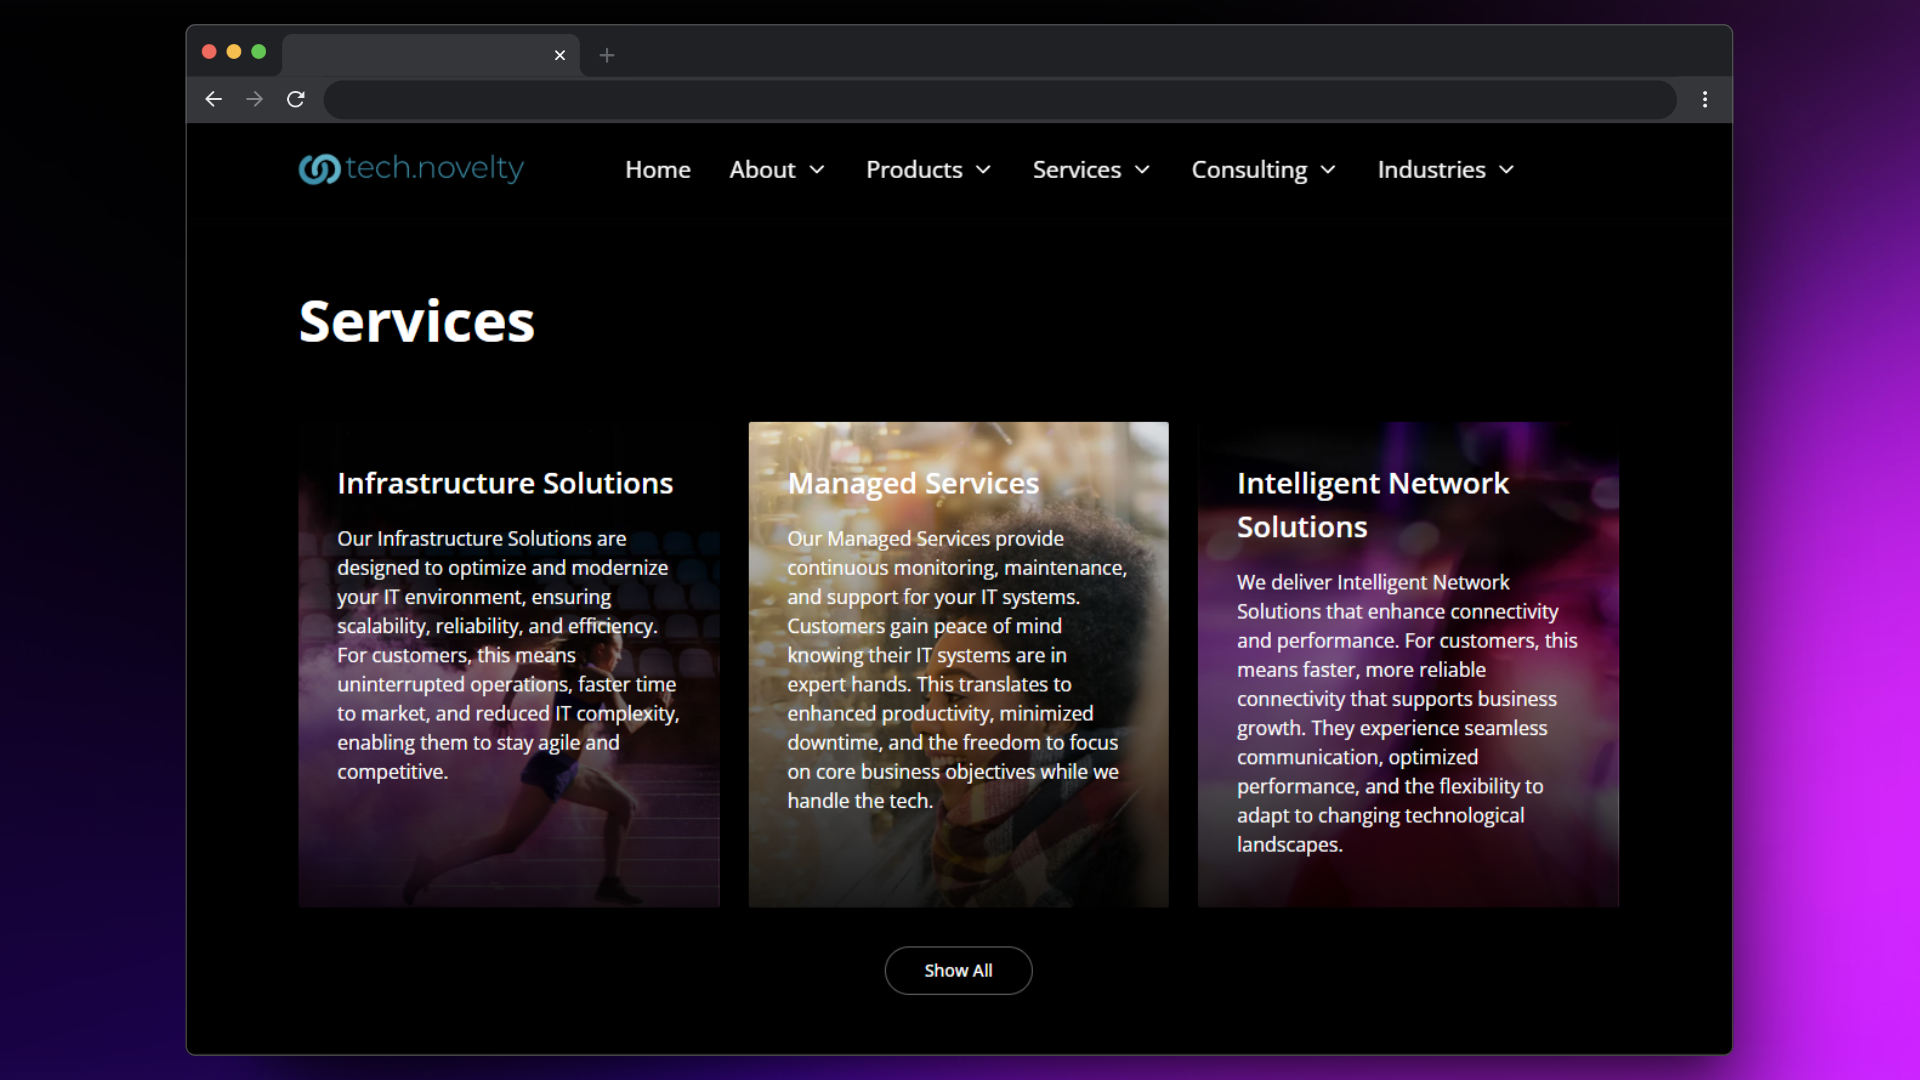 tech.novelty
Home About Products Services Consulting Industries
Services
Infrastructure Solutions
Our Infrastructure Solutions are
designed to optimize and modernize
your IT environment, ensuring
scalability, reliability, and efficiency.
For customers, this means
uninterrupted operations, faster time
to market, and reduced IT complexity,
enabling them to stay agile and
competitive.
Managed Services
Our Managed Services provide
continuous monitoring, maintenance,
and support for your IT systems.
Customers gain peace of mind
knowing their IT systems are in
expert hands. This translates to
enhanced productivity, minimized
downtime, and the freedom to focus
on core business objectives while we
handle the tech.
Intelligent Network
Solutions
We deliver Intelligent Network
Solutions that enhance connectivity
and performance. For customers, this
means faster, more reliable
connectivity that supports business
growth. They experience seamless
communication, optimized
performance, and the flexibility to
adapt to changing technological
landscapes.
Show All